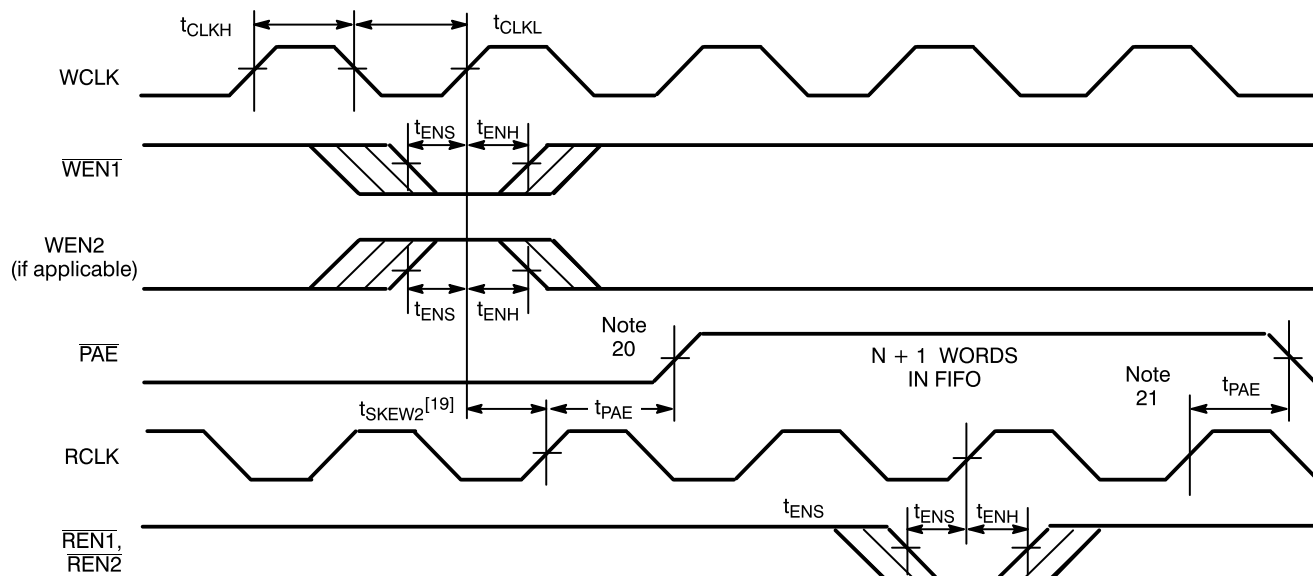 tCLKH
tCLKL
WCLK
tENS
tENH
WEN1
WEN2
(if applicable)
tENS
tENH
Note
20
PAE
N + 1 WORDS
IN FIFO
Note
21
tPAE
tSKEW2[19]
tPAE
RCLK
tENS
tENS
tENH
REN1,
REN2